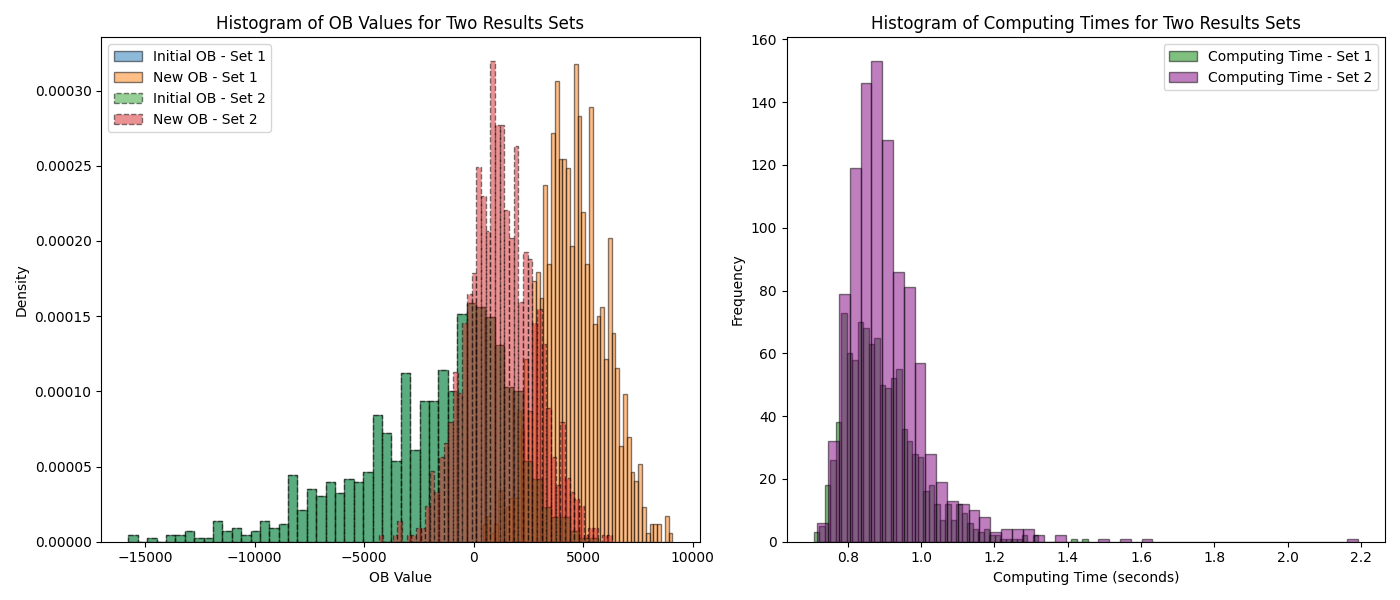 Histogram of OB Values for Two Results Sets
Initial OB - Set 1
New OB - Set 1
Initial OB - Set 2
New OB - Set 2
Density
0.00030
0.00025
0.00020
0.00015
0.00010
0.00005
0.00000
−15000 −10000 −5000 0 5000 10000
OB Value
Histogram of Computing Times for Two Results Sets
Computing Time - Set 1
Computing Time - Set 2
Frequency
160
140
120
100
80
60
40
20
0
0.8 1.0 1.2 1.4 1.6 1.8 2.0 2.2
Computing Time (seconds)